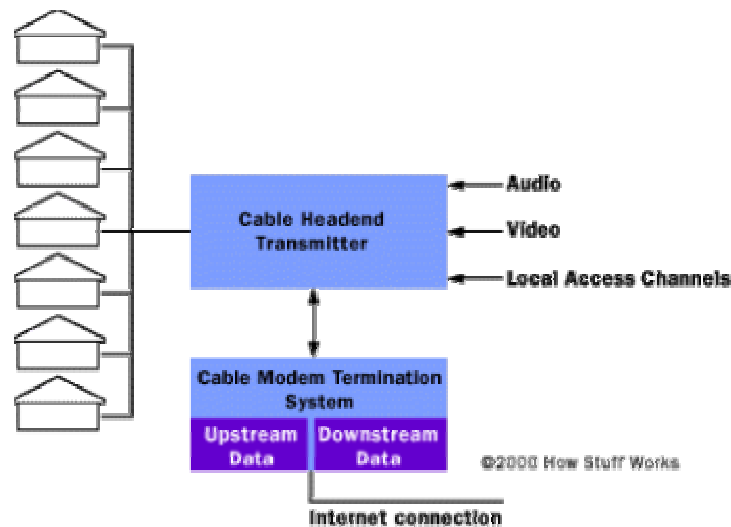 Audio
Cable Headend
Transmitter
Video
Local Access Channels
Cable Modem Termination
System
Upstream
Data
Downstream
Data
©2000 How Stuff Works
Internet connection